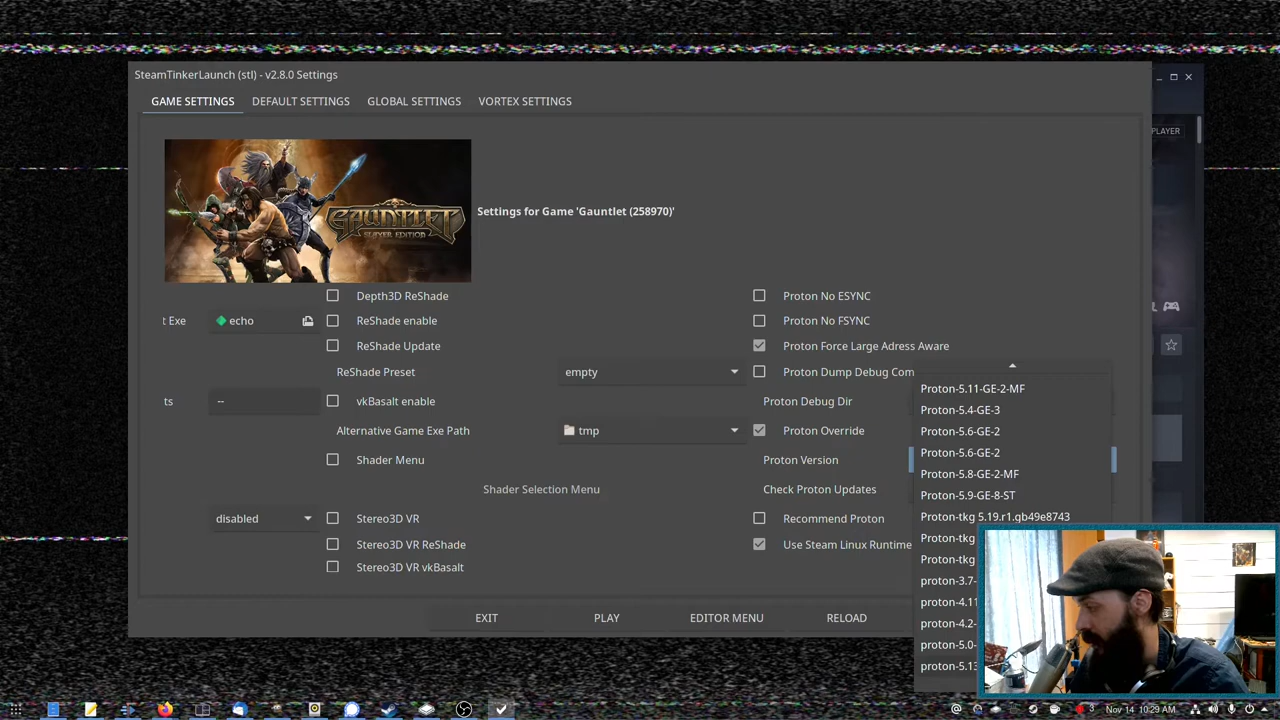 SteamTinkerLaunch (stl) - v2.8.0 Settings
GAME SETTINGS DEFAULT SETTINGS GLOBAL SETTINGS VORTEX SETTINGS
PLAYER
GAUNTLET
SLAYER EDITION
Settings for Game 'Gauntlet (258970)'
Depth3D ReShade Proton No ESYNC
t Exe echo ReShade enable Proton No FSYNC
ReShade Update Proton Force Large Adress Aware
ReShade Preset empty Proton Dump Debug Com
ts -- vkBasalt enable Proton Debug Dir
Alternative Game Exe Path tmp Proton Override
Shader Menu Proton Version
Shader Selection Menu Check Proton Updates
disabled Stereo3D VR Recommend Proton
Stereo3D VR ReShade Use Steam Linux Runtime
Stereo3D VR vkBasalt
Proton-5.11-GE-2-MF
Proton-5.4-GE-3
Proton-5.6-GE-2
Proton-5.6-GE-2
Proton-5.8-GE-2-MF
Proton-5.9-GE-8-ST
Proton-tkg 5.19.r1.gb49e8743
Proton-tkg
Proton-tkg
proton-3.7-
proton-4.11
proton-4.2-
proton-5.0-
proton-5.13
EXIT PLAY EDITOR MENU RELOAD
3 Nov 14 10:29 AM